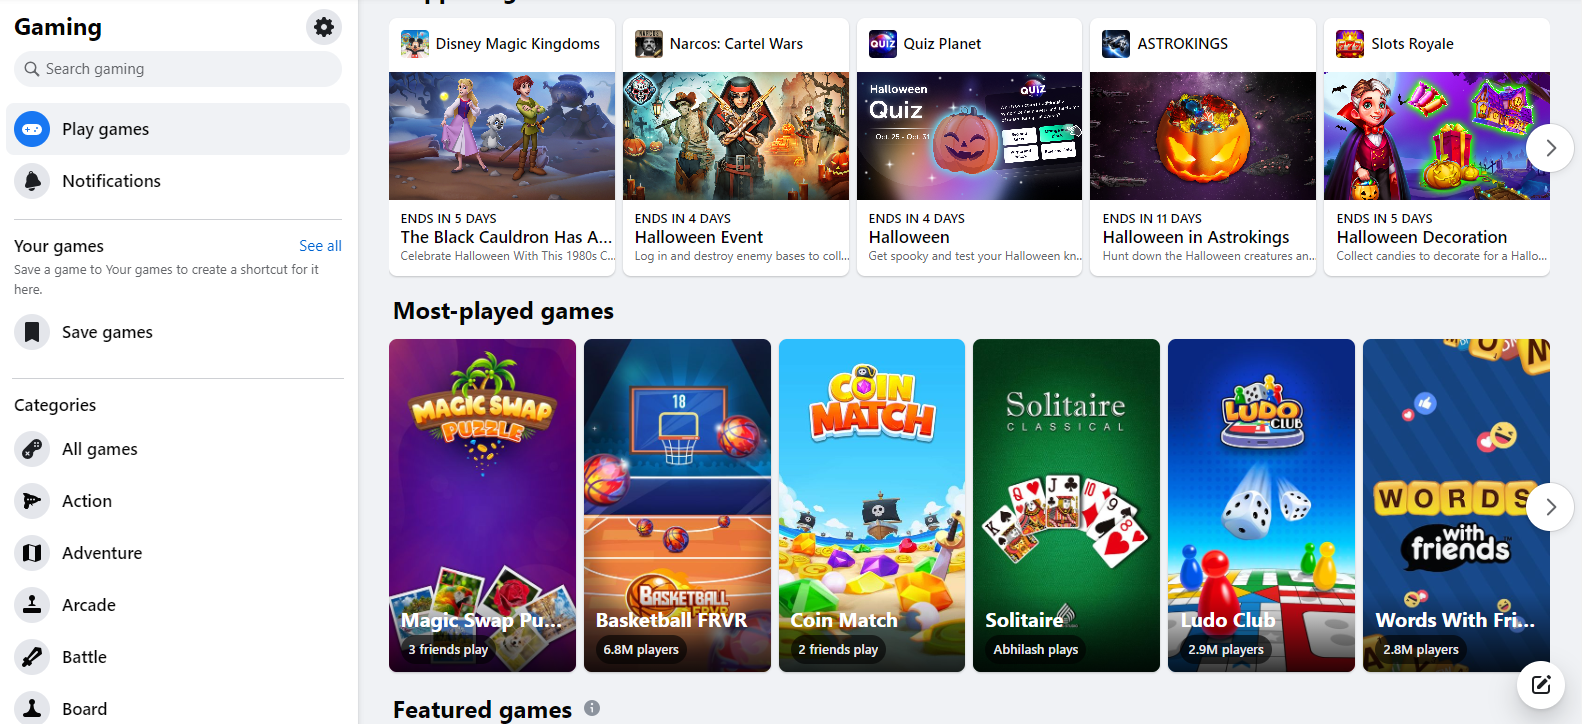 Gaming
Search gaming
Play games
Notifications
Your games
See all
Save a game to Your games to create a shortcut for it
here.
Save games
Categories
All games
Action
Adventure
Arcade
Battle
Board
Disney Magic Kingdoms
ENDS IN 5 DAYS
The Black Cauldron Has A...
Celebrate Halloween With This 1980s C...
Narcos: Cartel Wars
ENDS IN 4 DAYS
Halloween Event
Log in and destroy enemy bases to coll...
QUIZ
Quiz Planet
Halloween
Quiz
Oct. 25 - Oct. 31
QUIZ
ENDS IN 4 DAYS
Halloween
Get spooky and test your Halloween kn...
ASTROKINGS
ENDS IN 11 DAYS
Halloween in Astrokings
Hunt down the Halloween creatures an...
Slots Royale
ENDS IN 5 DAYS
Halloween Decoration
Collect candies to decorate for a Hallo...
Most-played games
MAGIC SWAP
PUZZLE
Magic Swap Pu...
3 friends play
18
BASKETBALL
FRVR
Basketball FRVR
6.8M players
COIN
MATCH
Coin Match
2 friends play
Solitaire
CLASSICAL
K Q J 10 9 8
Solitaire
Abhilash plays
LUDO
CLUB
Ludo Club
2.9M players
WORDS
with
friends
Words With Fri...
2.8M players
Featured games